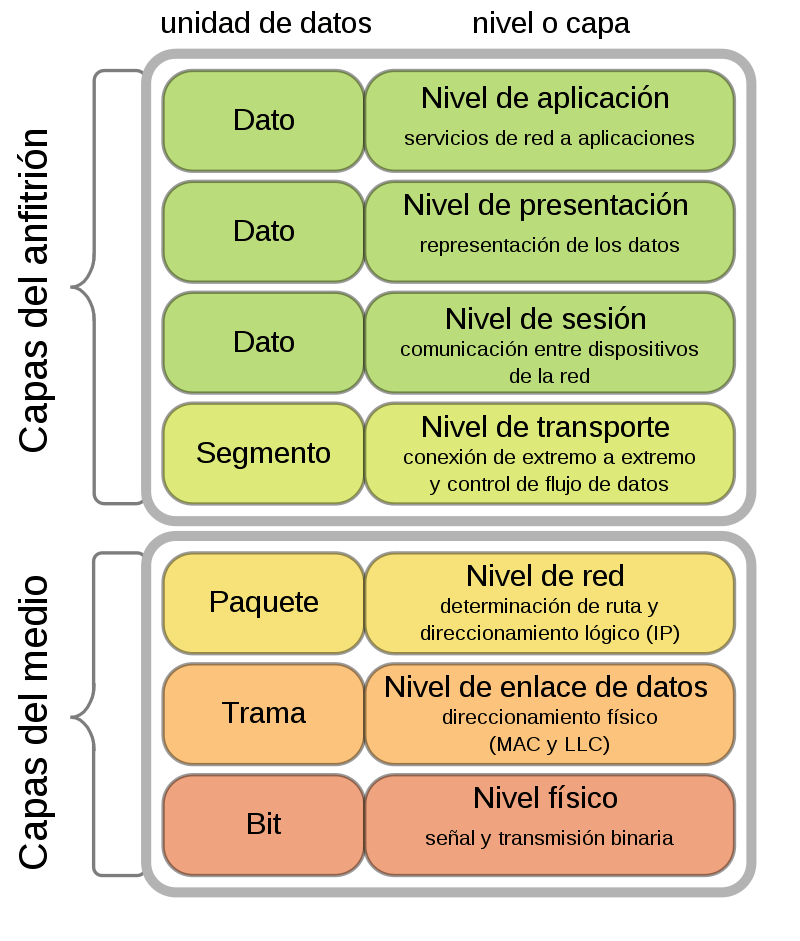 unidad de datos
nivel o capa
Capas del anfitrión
Dato
Nivel de aplicación
servicios de red a aplicaciones
Dato
Nivel de presentación
representación de los datos
Dato
Nivel de sesión
comunicación entre dispositivos
de la red
Segmento
Nivel de transporte
conexión de extremo a extremo
y control de flujo de datos
Capas del medio
Paquete
Nivel de red
determinación de ruta y
direccionamiento lógico (IP)
Trama
Nivel de enlace de datos
direccionamiento físico
(MAC y LLC)
Bit
Nivel físico
señal y transmisión binaria